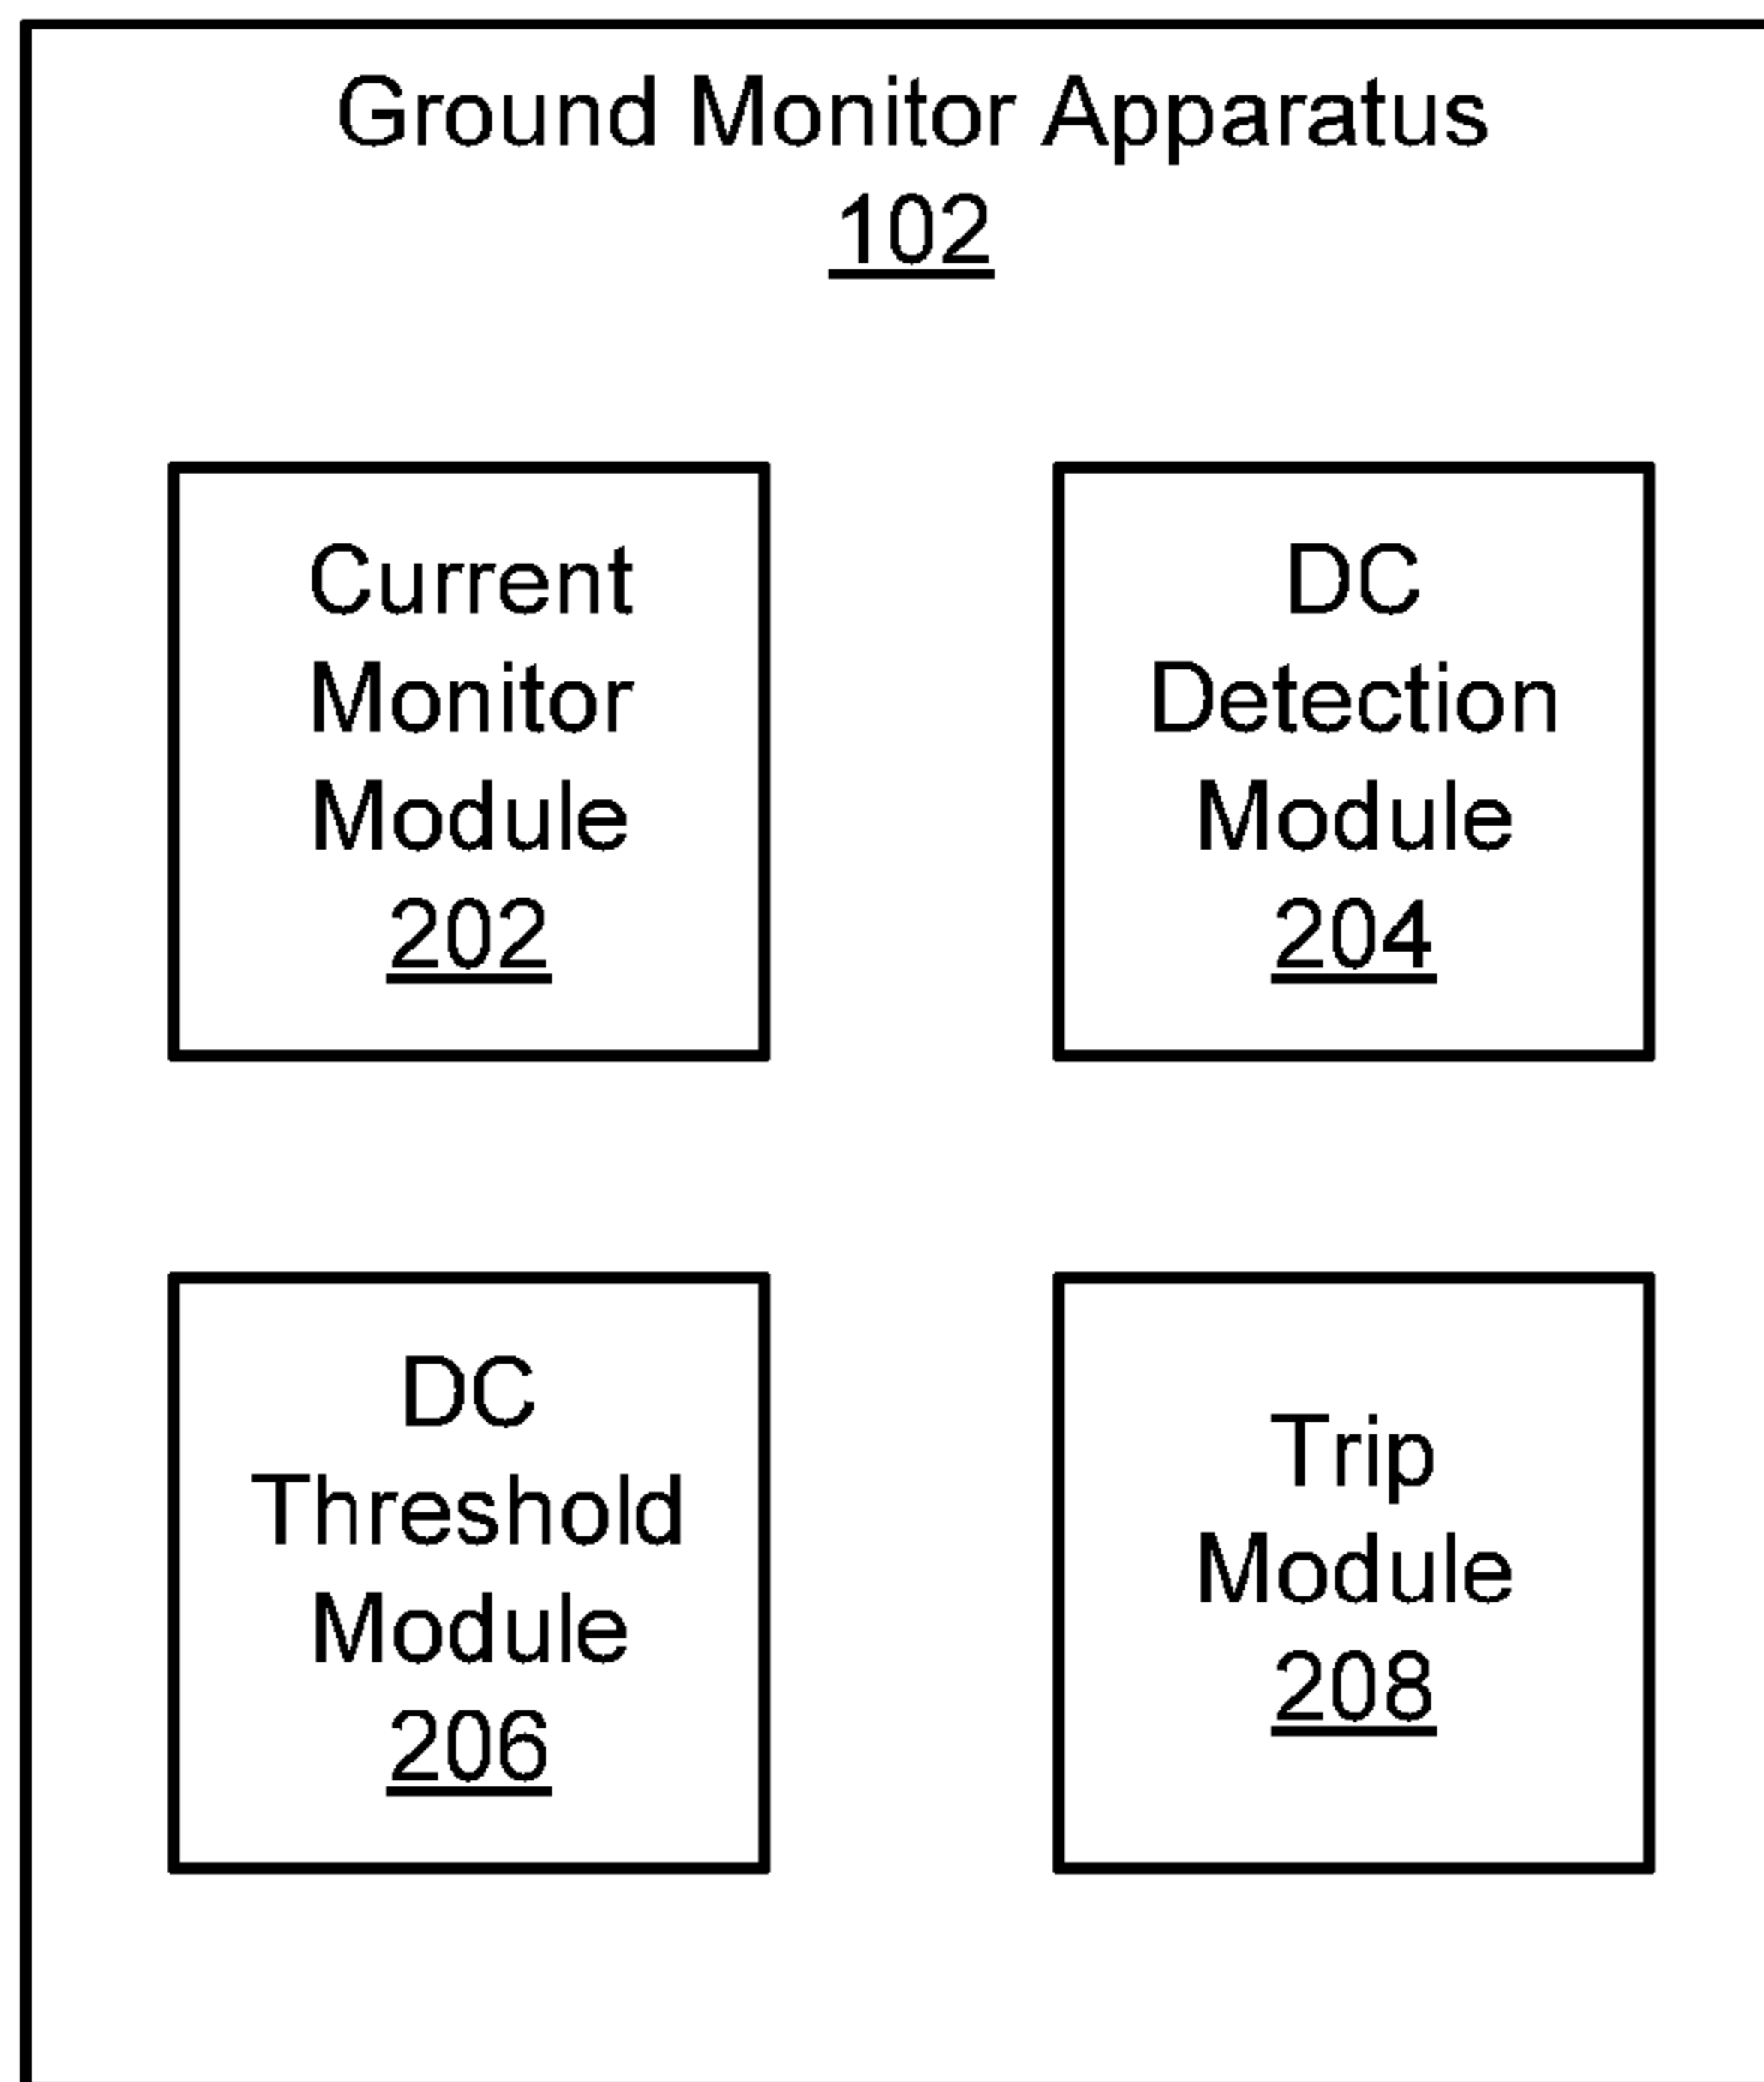 Ground Monitor Apparatus
102
Current
Monitor
Module
202
DC
Detection
Module
204
DC
Threshold
Module
206
Trip
Module
208